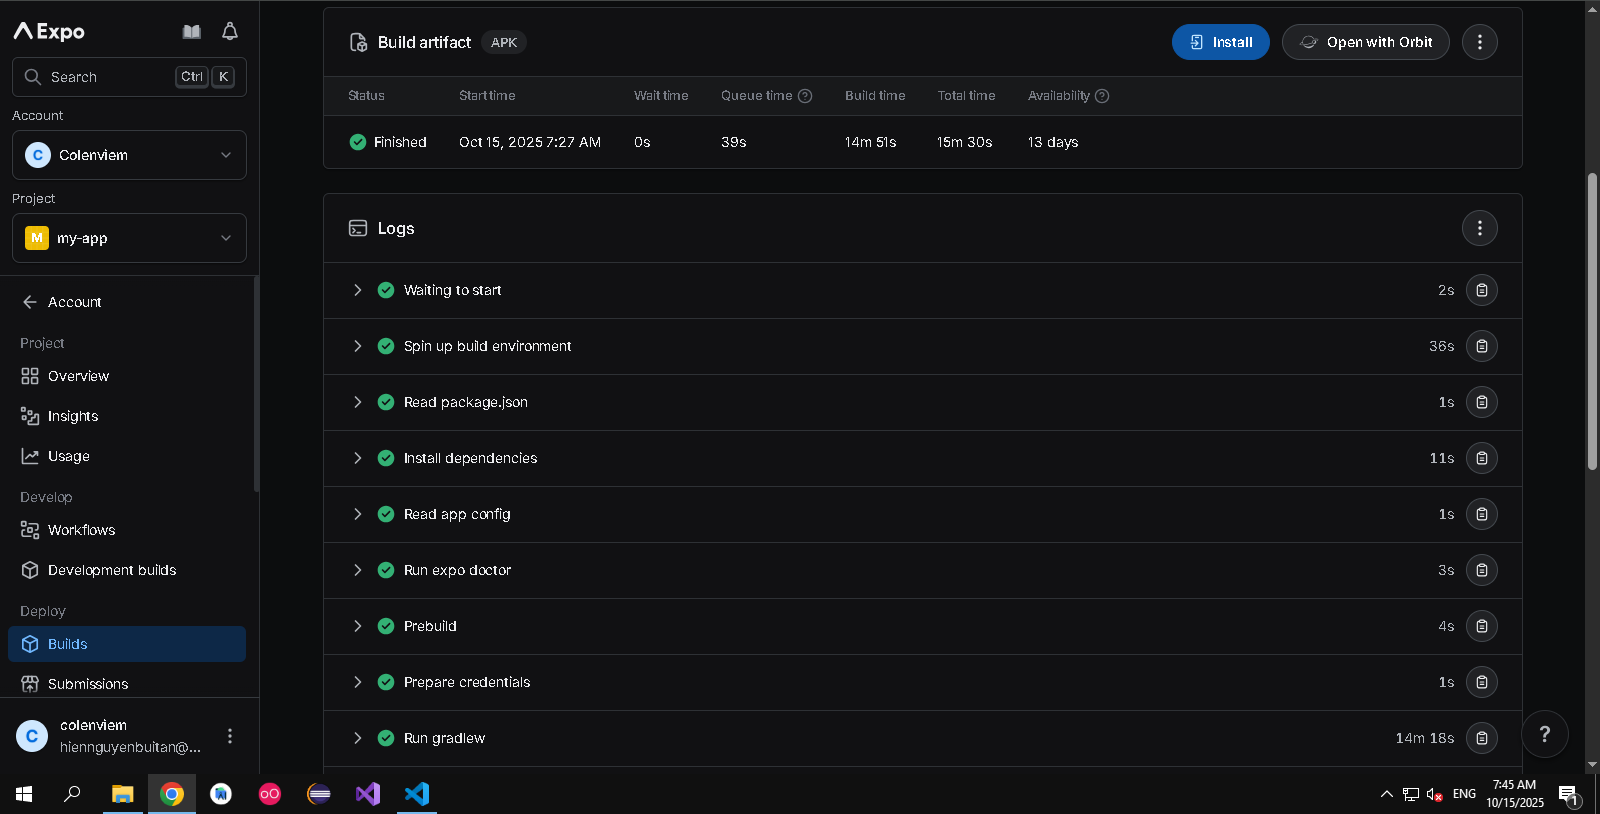 Expo
Search Ctrl K
Account
C Colenviem
Project
M my-app
Account
Project
Overview
Insights
Usage
Develop
Workflows
Development builds
Deploy
Builds
Submissions
C colenviem
hiennguyenbuitan@...
Build artifact APK
Install
Open with Orbit
Status Start time Wait time Queue time ? Build time Total time Availability ?
Finished Oct 15, 2025 7:27 AM 0s 39s 14m 51s 15m 30s 13 days
Logs
Waiting to start 2s
Spin up build environment 36s
Read package.json 1s
Install dependencies 11s
Read app config 1s
Run expo doctor 3s
Prebuild 4s
Prepare credentials 1s
Run gradlew 14m 18s
?
ENG
7:45 AM
10/15/2025
1